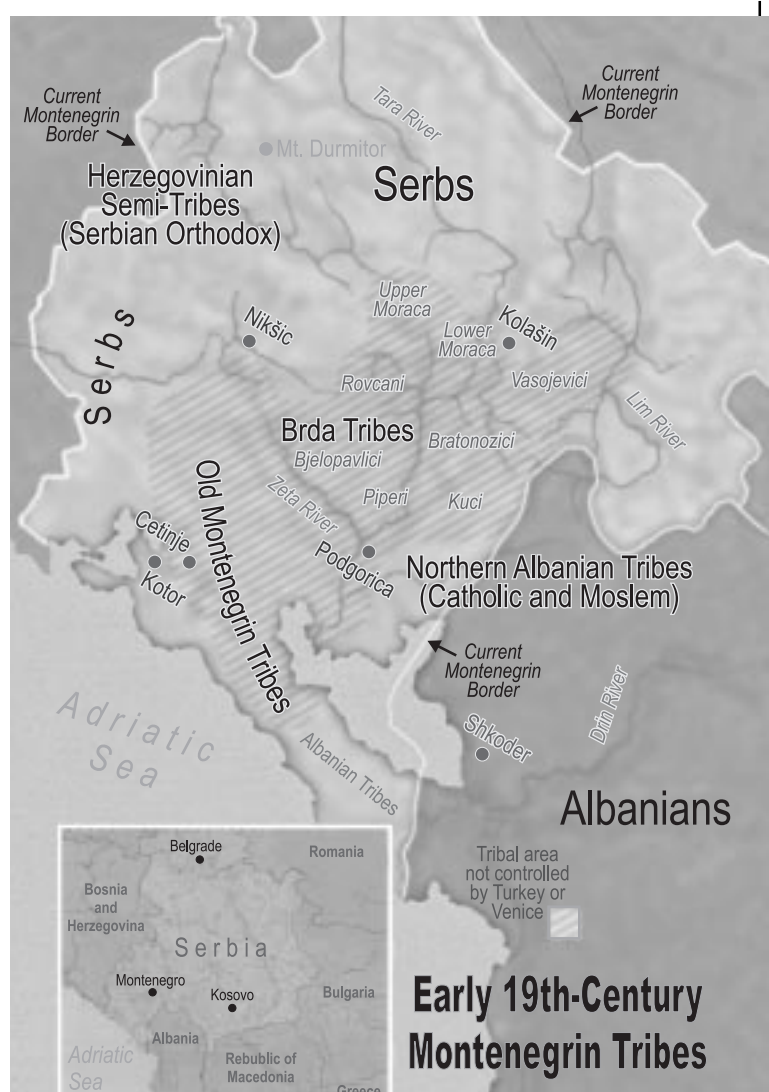 Current
Montenegrin
Border
Current
Montenegrin
Border
Tara River
Mt. Durmitor
Herzegovinian
Semi-Tribes
(Serbian Orthodox)
Serbs
Upper
Moraca
Serbs
Nikšic
Lower
Moraca
Kolašin
Rovcani
Vasojevici
Lim River
Brda Tribes
Bratonozici
Bjelopavlici
Old Montenegrin Tribes
Zeta River
Piperi
Kuci
Cetinje
Kotor
Podgorica
Northern Albanian Tribes
(Catholic and Moslem)
Current
Montenegrin
Border
Drin River
Adriatic
Sea
Shkoder
Albanian Tribes
Albanians
Tribal area
not controlled
by Turkey or
Venice
Belgrade
Romania
Bosnia
and
Herzegovina
Serbia
Montenegro
Kosovo
Bulgaria
Albania
Adriatic
Sea
Rebublic of
Macedonia
Greece
Early 19th-Century
Montenegrin Tribes